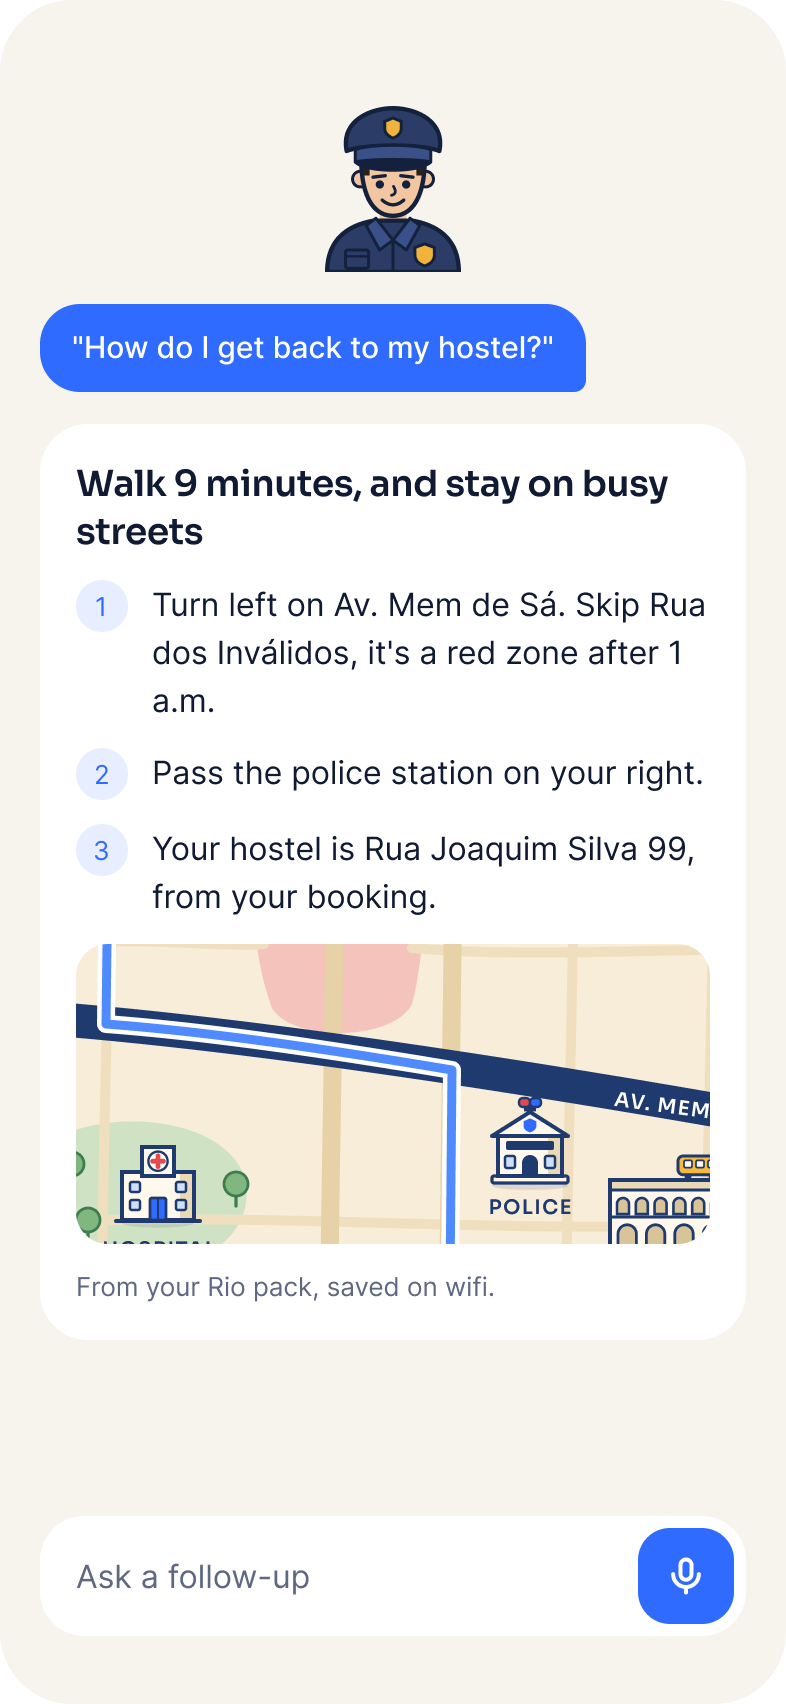 "How do I get back to my hostel?"
Walk 9 minutes, and stay on busy
streets
1
Turn left on Av. Mem de Sá. Skip Rua
dos Inválidos, it's a red zone after 1
a.m.
2
Pass the police station on your right.
3
Your hostel is Rua Joaquim Silva 99,
from your booking.
AV. MEM
POLICE
HOSPITAL
From your Rio pack, saved on wifi.
Ask a follow-up